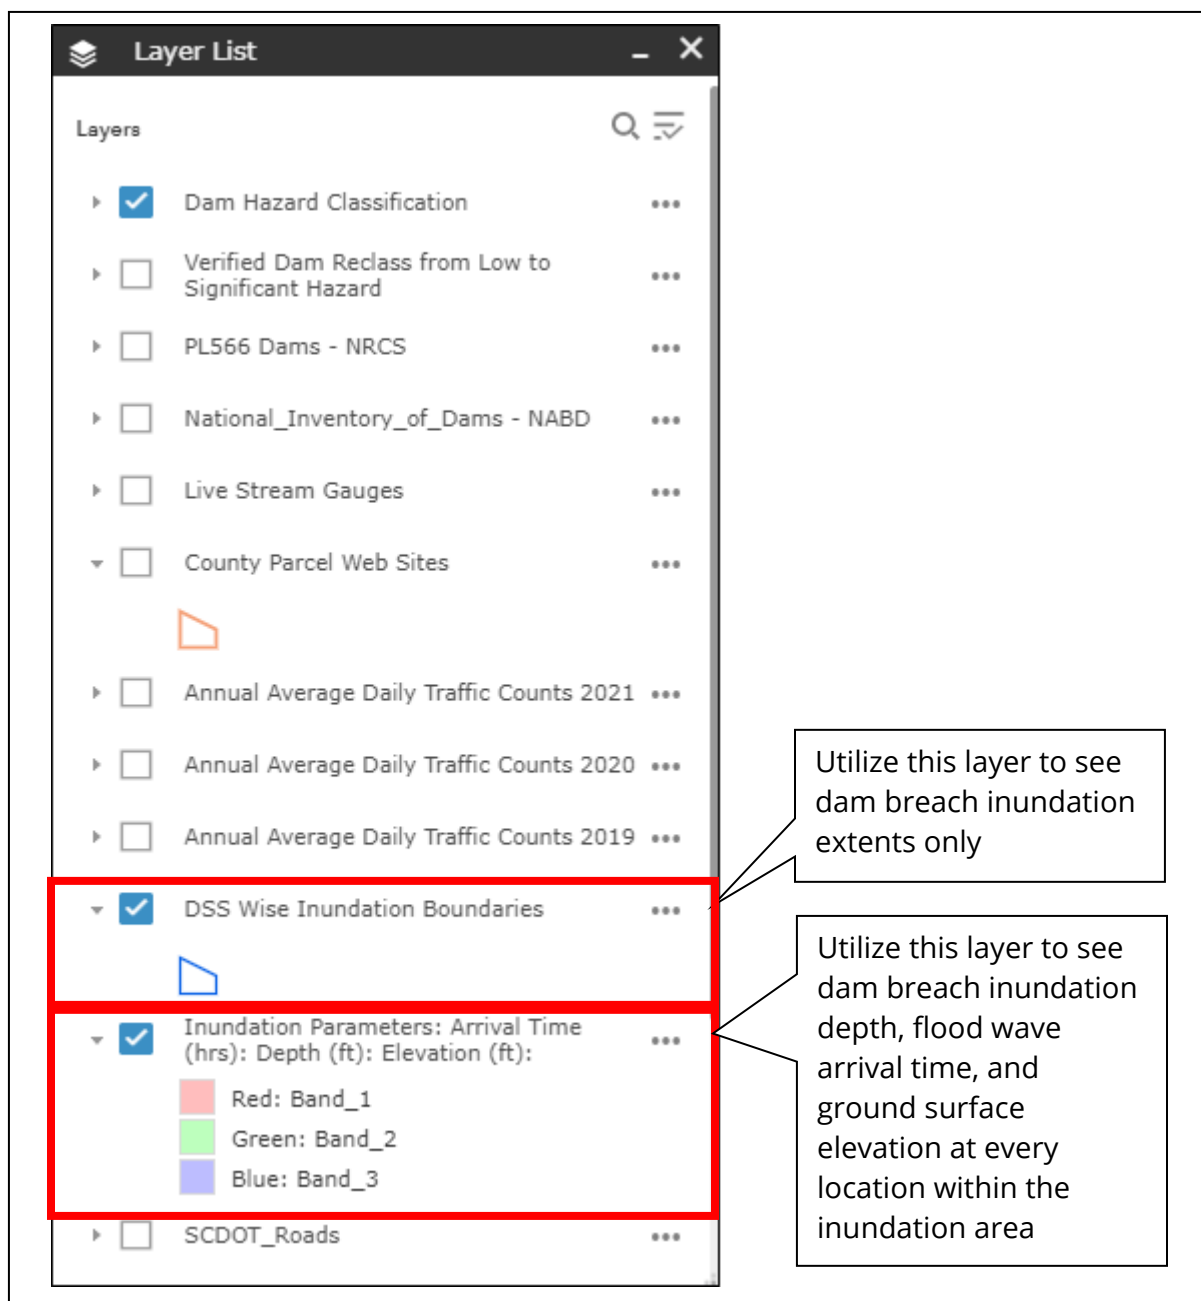 Layer List
Layers
Dam Hazard Classification
Verified Dam Reclass from Low to
Significant Hazard
PL566 Dams - NRCS
National_Inventory_of_Dams - NABD
Live Stream Gauges
County Parcel Web Sites
Annual Average Daily Traffic Counts 2021
Annual Average Daily Traffic Counts 2020
Annual Average Daily Traffic Counts 2019
DSS Wise Inundation Boundaries
Inundation Parameters: Arrival Time
(hrs): Depth (ft): Elevation (ft):
Red: Band_1
Green: Band_2
Blue: Band_3
SCDOT_Roads
Utilize this layer to see
dam breach inundation
extents only
Utilize this layer to see
dam breach inundation
depth, flood wave
arrival time, and
ground surface
elevation at every
location within the
inundation area